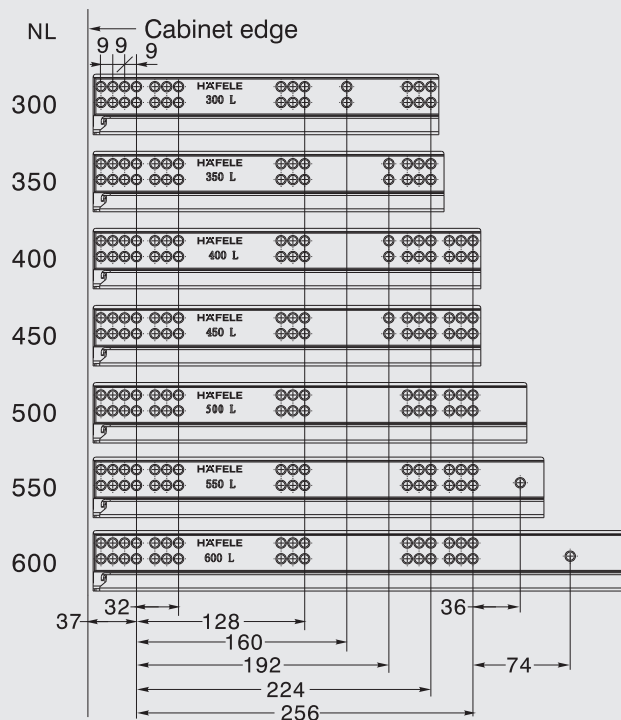 NL
Cabinet edge
9 9 9
300
HÄFELE
300 L
350
HÄFELE
350 L
400
HÄFELE
400 L
450
HÄFELE
450 L
500
HÄFELE
500 L
550
HÄFELE
550 L
600
HÄFELE
600 L
32
36
37
128
160
192
74
224
256